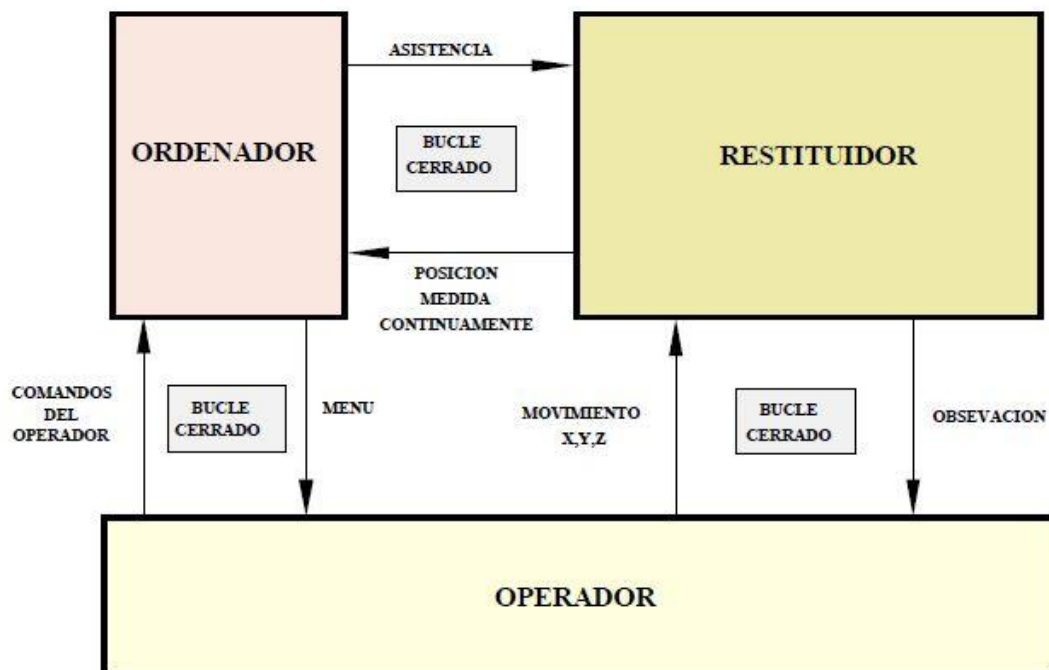 ASISTENCIA
ORDENADOR
BUCLE
CERRADO
RESTITUIDOR
POSICION
MEDIDA
CONTINUAMENTE
COMANDOS
DEL
OPERADOR
BUCLE
CERRADO
MENU
MOVIMIENTO
X,Y,Z
BUCLE
CERRADO
OBSEVACION
OPERADOR